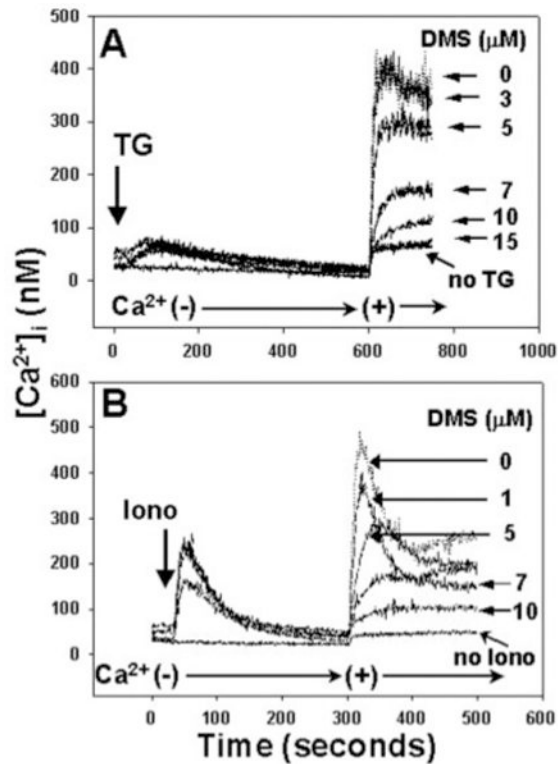 A
DMS (μM)
0
3
5
7
10
15
no TG
TG
500
400
300
200
100
0
Ca²⁺ (-) (+)
0 200 400 600 800 1000
[Ca²⁺]i (nM)
B
DMS (μM)
0
1
5
7
10
no Iono
Iono
600
500
400
300
200
100
0
Ca²⁺ (-) (+)
0 100 200 300 400 500 600
Time (seconds)